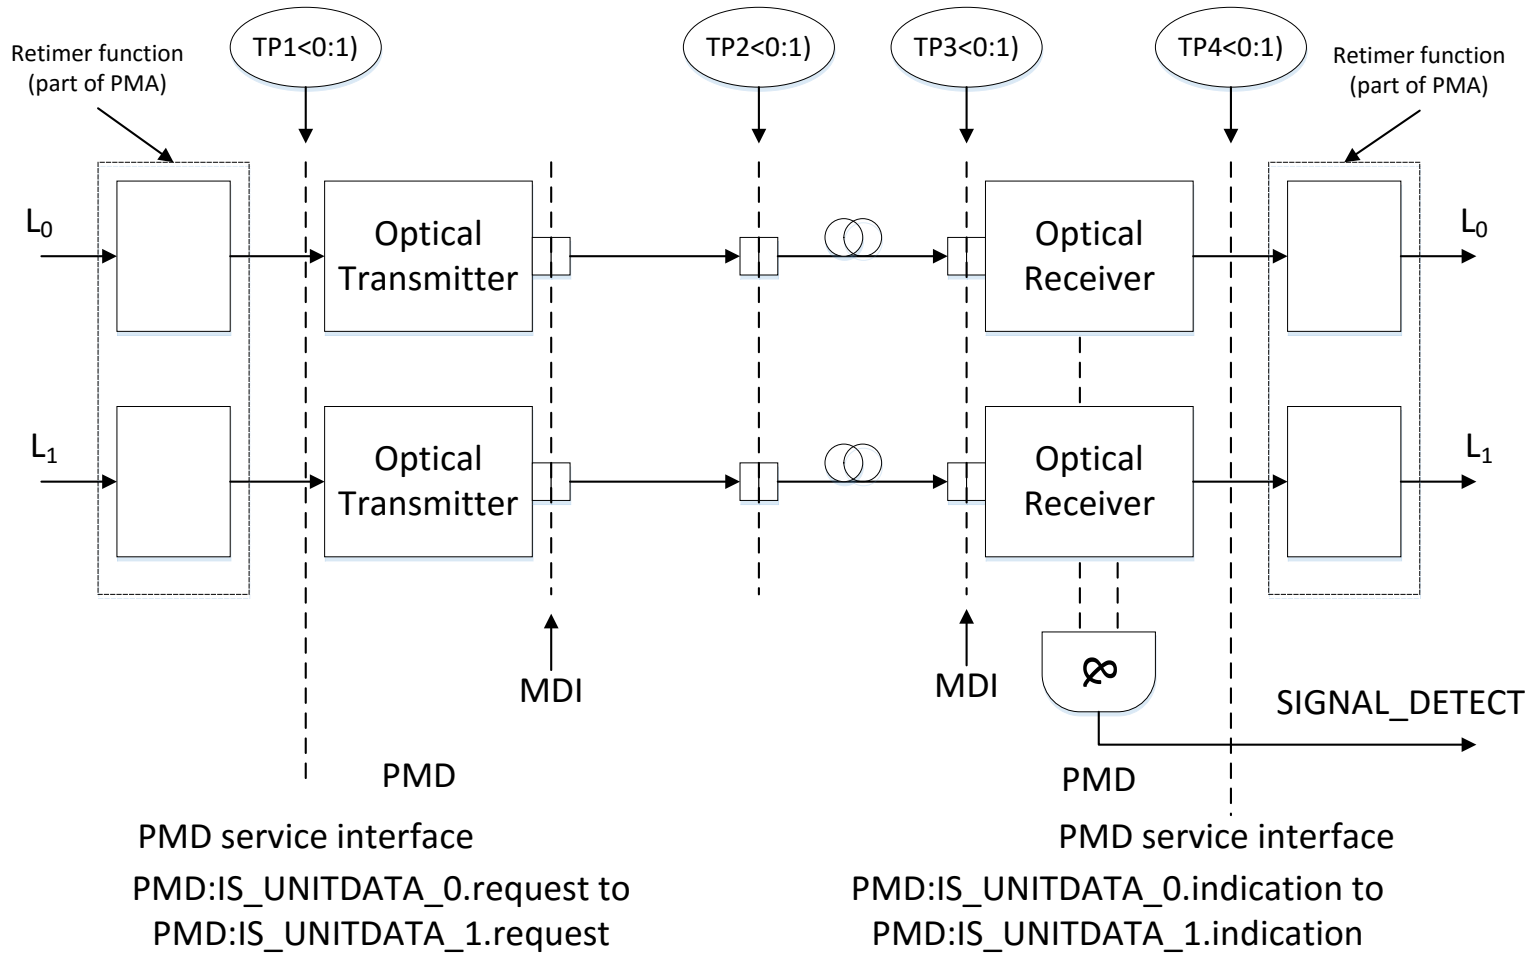 TP1<0:1)
TP2<0:1)
TP3<0:1)
TP4<0:1)
Retimer function
(part of PMA)
Retimer function
(part of PMA)
L₀
Optical
Transmitter
Optical
Receiver
L₀
L₁
Optical
Transmitter
Optical
Receiver
L₁
MDI
MDI
&
SIGNAL_DETECT
PMD
PMD
PMD service interface
PMD:IS_UNITDATA_0.request to
PMD:IS_UNITDATA_1.request
PMD service interface
PMD:IS_UNITDATA_0.indication to
PMD:IS_UNITDATA_1.indication